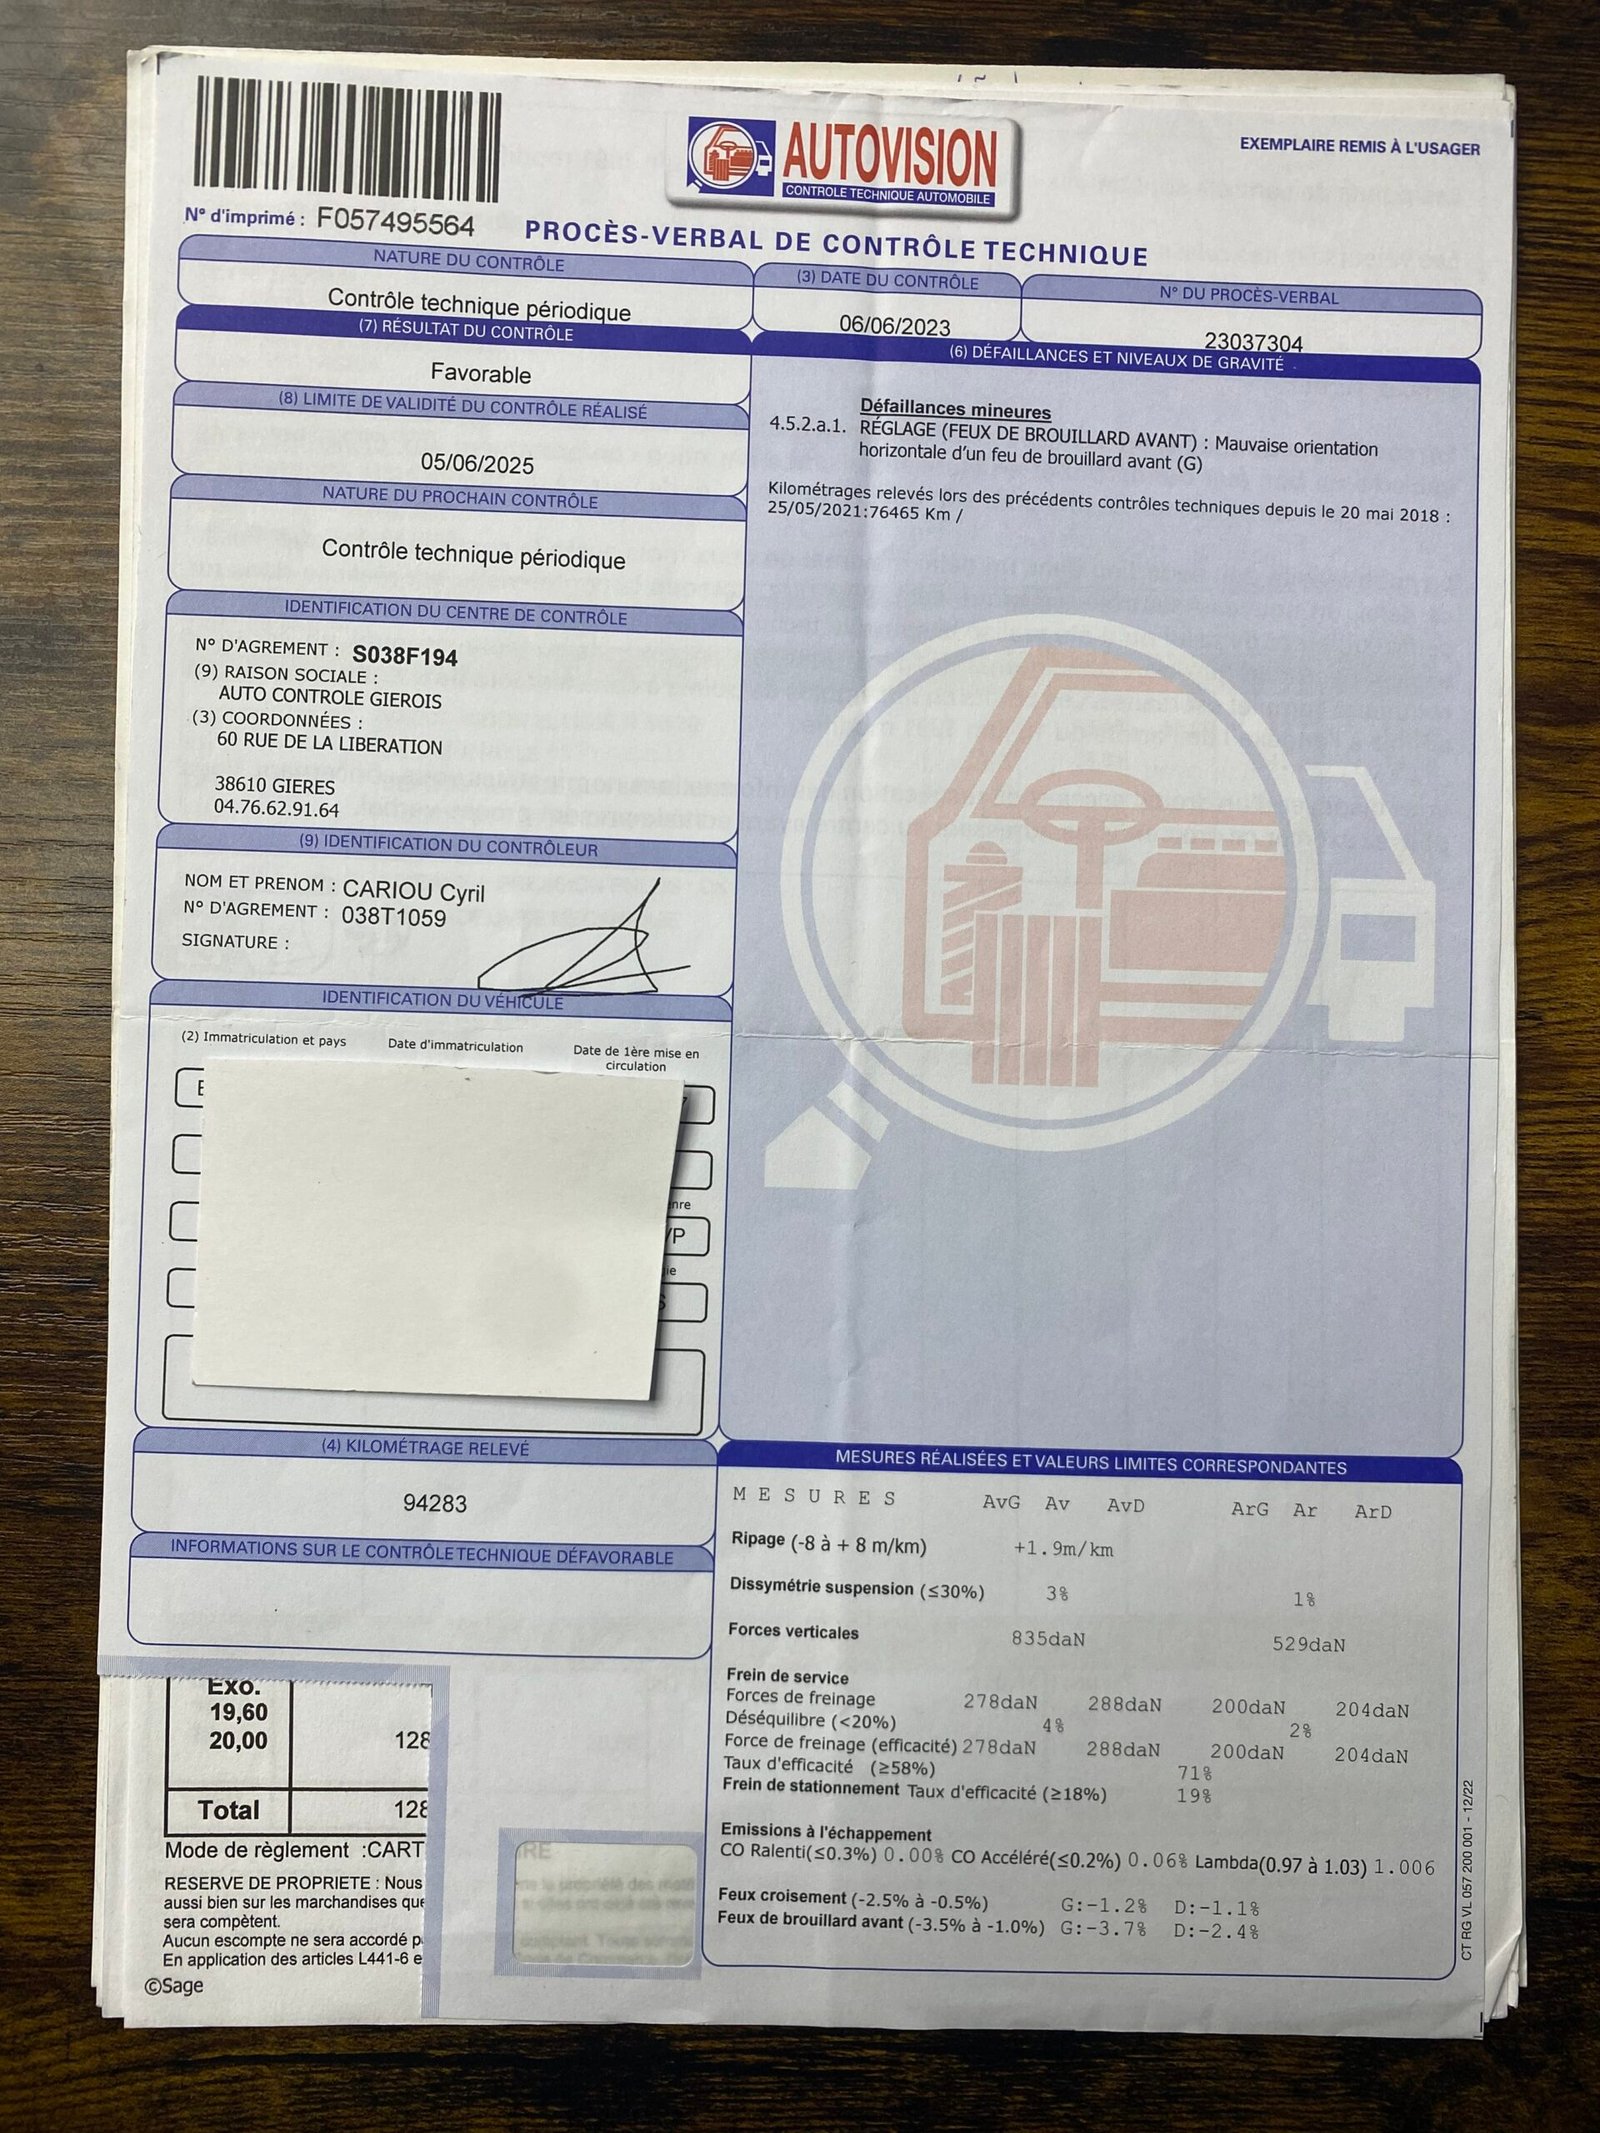 AUTOVISION
CONTROLE TECHNIQUE AUTOMOBILE
EXEMPLAIRE REMIS À L'USAGER
N° d'imprimé : F057495564
PROCÈS-VERBAL DE CONTRÔLE TECHNIQUE
NATURE DU CONTRÔLE
Contrôle technique périodique
(3) DATE DU CONTRÔLE
06/06/2023
N° DU PROCÈS-VERBAL
23037304
(7) RÉSULTAT DU CONTRÔLE
Favorable
(8) LIMITE DE VALIDITÉ DU CONTRÔLE RÉALISÉ
05/06/2025
NATURE DU PROCHAIN CONTRÔLE
Contrôle technique périodique
IDENTIFICATION DU CENTRE DE CONTRÔLE
N° D'AGREMENT : S038F194
(9) RAISON SOCIALE :
AUTO CONTROLE GIEROIS
(3) COORDONNÉES :
60 RUE DE LA LIBERATION
38610 GIERES
04.76.62.91.64
(9) IDENTIFICATION DU CONTRÔLEUR
NOM ET PRENOM : CARIOU Cyril
N° D'AGREMENT : 038T1059
SIGNATURE :
IDENTIFICATION DU VÉHICULE
(2) Immatriculation et pays Date d'immatriculation Date de 1ère mise en
circulation
(4) KILOMÉTRAGE RELEVÉ
94283
INFORMATIONS SUR LE CONTRÔLE TECHNIQUE DÉFAVORABLE
(6) DÉFAILLANCES ET NIVEAUX DE GRAVITÉ
Défaillances mineures
4.5.2.a.1. RÉGLAGE (FEUX DE BROUILLARD AVANT) : Mauvaise orientation
horizontale d'un feu de brouillard avant (G)
Kilométrages relevés lors des précédents contrôles techniques depuis le 20 mai 2018 :
25/05/2021:76465 Km /
MESURES RÉALISÉES ET VALEURS LIMITES CORRESPONDANTES
M E S U R E S AvG Av AvD ArG Ar ArD
Ripage (-8 à + 8 m/km) +1.9m/km
Dissymétrie suspension (≤30%) 3% 1%
Forces verticales 835daN 529daN
Frein de service
Forces de freinage 278daN 288daN 200daN 204daN
Déséquilibre (<20%) 4% 2%
Force de freinage (efficacité) 278daN 288daN 200daN 204daN
Taux d'efficacité (≥58%) 71%
Frein de stationnement Taux d'efficacité (≥18%) 19%
Emissions à l'échappement
CO Ralenti(≤0.3%) 0.00% CO Accéléré(≤0.2%) 0.06% Lambda(0.97 à 1.03) 1.006
Feux croisement (-2.5% à -0.5%) G:-1.2% D:-1.1%
Feux de brouillard avant (-3.5% à -1.0%) G:-3.7% D:-2.4%
CT RG VL 057 200 001 - 12/22
Exo.
19,60
20,00 128
Total 128
Mode de règlement :CART
RESERVE DE PROPRIETE : Nous
aussi bien sur les marchandises que
sera compétent.
Aucun escompte ne sera accordé p
En application des articles L441-6 e
©Sage